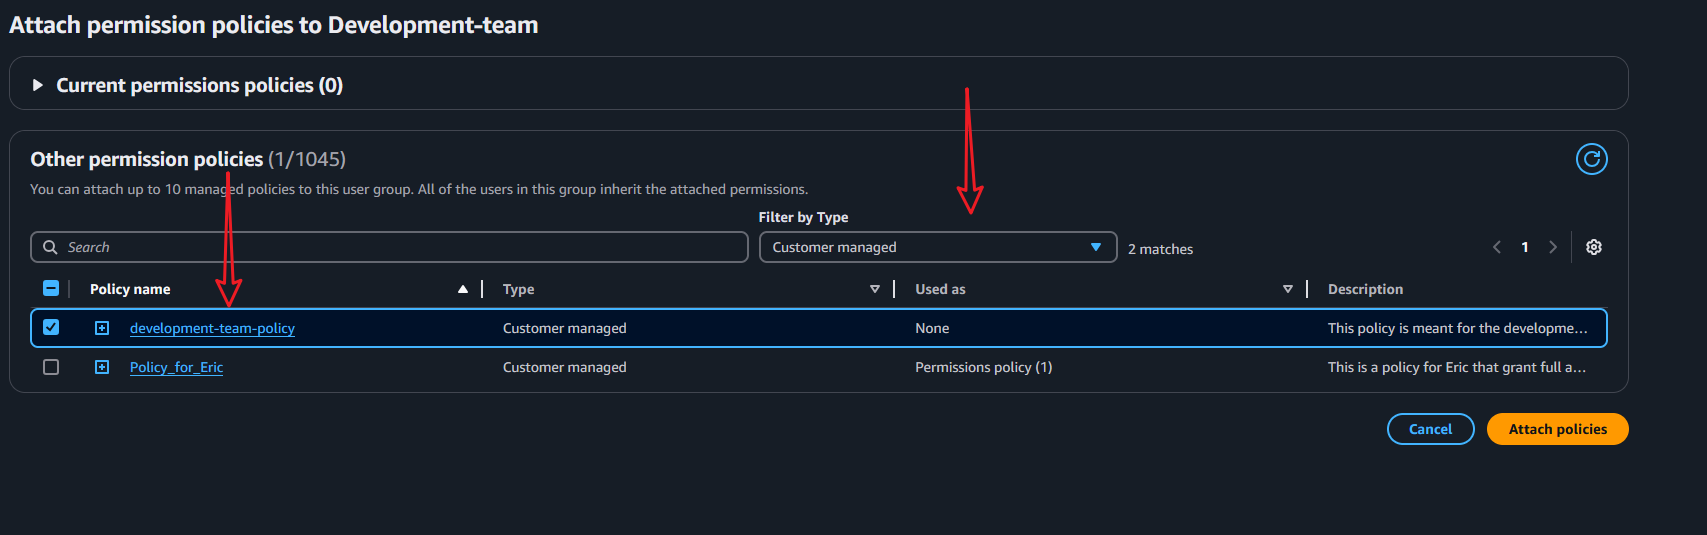 Attach permission policies to Development-team
Current permissions policies (0)
Other permission policies (1/1045)
You can attach up to 10 managed policies to this user group. All of the users in this group inherit the attached permissions.
Filter by Type
Search
Customer managed
2 matches
1
Policy name Type Used as Description
development-team-policy Customer managed None This policy is meant for the developme...
Policy_for_Eric Customer managed Permissions policy (1) This is a policy for Eric that grant full a...
Cancel Attach policies